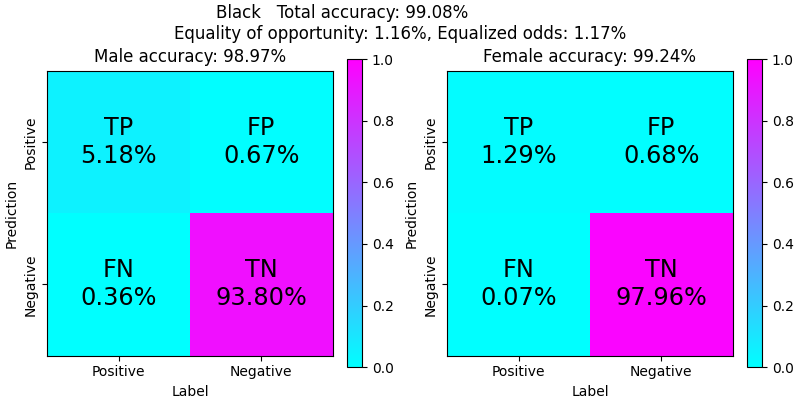 Black   Total accuracy: 99.08%
Equality of opportunity: 1.16%, Equalized odds: 1.17%
Male accuracy: 98.97%
Prediction
Positive
Negative
TP
5.18%
FP
0.67%
FN
0.36%
TN
93.80%
Positive
Negative
Label
1.0
0.8
0.6
0.4
0.2
0.0
Female accuracy: 99.24%
Prediction
Positive
Negative
TP
1.29%
FP
0.68%
FN
0.07%
TN
97.96%
Positive
Negative
Label
1.0
0.8
0.6
0.4
0.2
0.0